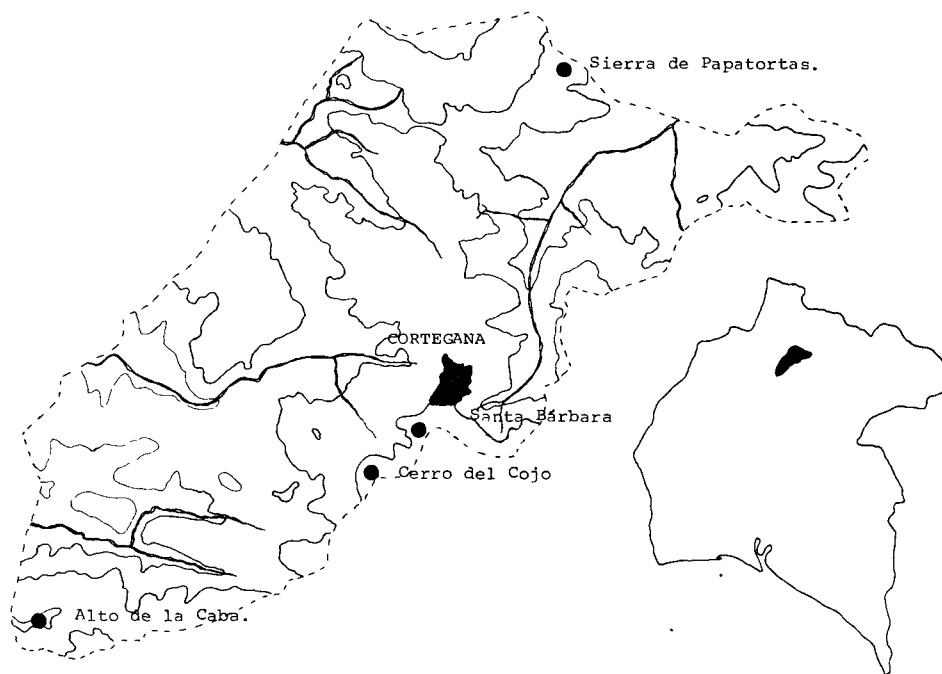 Sierra de Papatortas.
CORTEGANA
Santa Bárbara
Cerro del Cojo
Alto de la Caba.